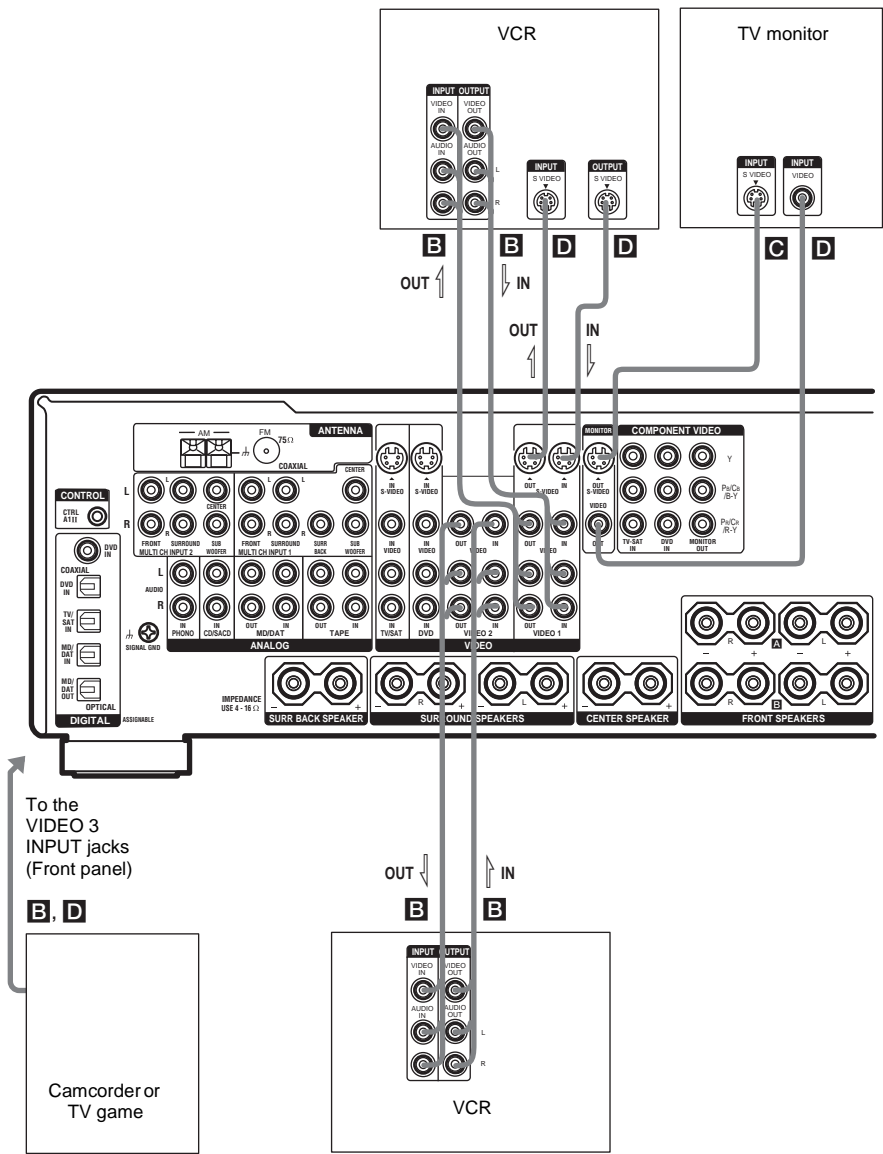 VCR
TV monitor
INPUT OUTPUT
VIDEO IN
VIDEO OUT
AUDIO IN
AUDIO OUT
L
R
INPUT
S VIDEO
OUTPUT
S VIDEO
INPUT
S VIDEO
INPUT
VIDEO
B
B
D
D
C
D
OUT
IN
OUT
IN
AM
FM
75Ω
COAXIAL
ANTENNA
MONITOR
COMPONENT VIDEO
CONTROL
CTRL
A1II
L
R
L
R
L
R
CENTER
CENTER
FRONT
SURROUND
SUB
WOOFER
FRONT
SURROUND
SURR
BACK
SUB
WOOFER
MULTI CH INPUT 2
MULTI CH INPUT 1
IN
S-VIDEO
IN
S-VIDEO
OUT
IN
S-VIDEO
OUT
S-VIDEO
VIDEO
OUT
IN
VIDEO
IN
VIDEO
OUT
IN
VIDEO
OUT
IN
VIDEO
Y
PB/CB
/B-Y
PR/CR
/R-Y
TV-SAT
IN
DVD
IN
MONITOR
OUT
DVD
IN
COAXIAL
DVD
IN
TV/
SAT
IN
MD/
DAT
IN
MD/
DAT
OUT
OPTICAL
DIGITAL
ASSIGNABLE
SIGNAL GND
L
AUDIO
R
IN
PHONO
IN
CD/SACD
OUT
IN
MD/DAT
OUT
IN
TAPE
ANALOG
IN
TV/SAT
IN
DVD
OUT
IN
VIDEO 2
OUT
IN
VIDEO 1
VIDEO
IMPEDANCE
USE 4 - 16 Ω
– +
SURR BACK SPEAKER
– R + – L +
SURROUND SPEAKERS
– +
CENTER SPEAKER
R A L
– + – +
R B L
FRONT SPEAKERS
To the
VIDEO 3
INPUT jacks
(Front panel)
B, D
Camcorder or
TV game
OUT
IN
B
B
INPUT OUTPUT
VIDEO IN
VIDEO OUT
AUDIO IN
AUDIO OUT
L
R
VCR